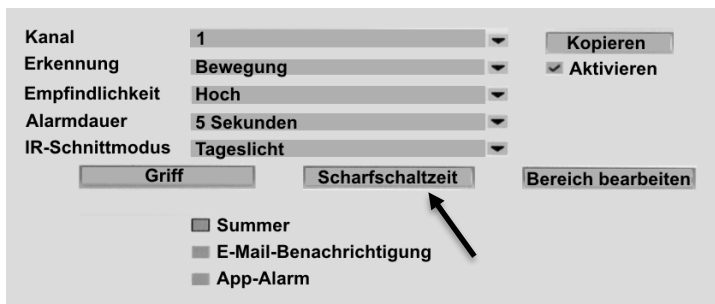 Kanal 1 Kopieren
Erkennung Bewegung Aktivieren
Empfindlichkeit Hoch
Alarmdauer 5 Sekunden
IR-Schnittmodus Tageslicht
Griff Scharfschaltzeit Bereich bearbeiten
Summer
E-Mail-Benachrichtigung
App-Alarm